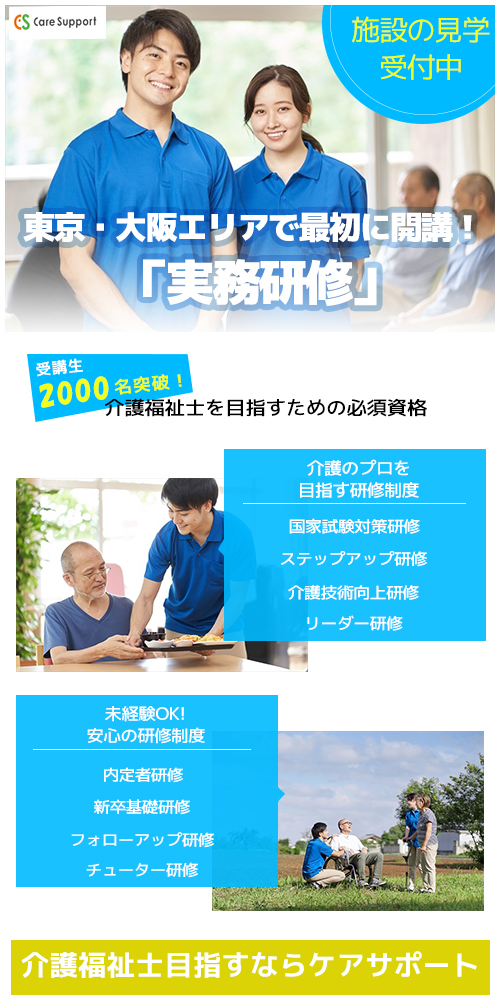 CS Care Support
施設の見学
受付中
東京・大阪エリアで最初に開講！
「実務研修」
受講生
2000名突破！
介護福祉士を目指すための必須資格
介護のプロを
目指す研修制度
国家試験対策研修
ステップアップ研修
介護技術向上研修
リーダー研修
未経験OK!
安心の研修制度
内定者研修
新卒基礎研修
フォローアップ研修
チューター研修
介護福祉士目指すならケアサポート